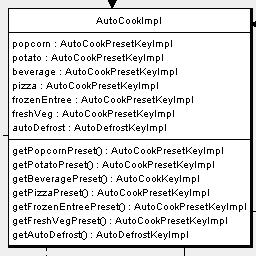 AutoCookImpl
popcorn : AutoCookPresetKeyImpl
potato : AutoCookPresetKeyImpl
beverage : AutoCookPresetKeyImpl
pizza : AutoCookPresetKeyImpl
frozenEntree : AutoCookPresetKeyImpl
freshVeg : AutoCookPresetKeyImpl
autoDefrost : AutoDefrostKeyImpl
getPopcornPreset() : AutoCookPresetKeyImpl
getPotatoPreset() : AutoCookPresetKeyImpl
getBeveragePreset() : AutoCookKeyImpl
getPizzaPreset() : AutoCookPresetKeyImpl
getFrozenEntreePreset() : AutoCookPresetKeyImpl
getFreshVegPreset() : AutoCookPresetKeyImpl
getAutoDefrost() : AutoDefrostKeyImpl